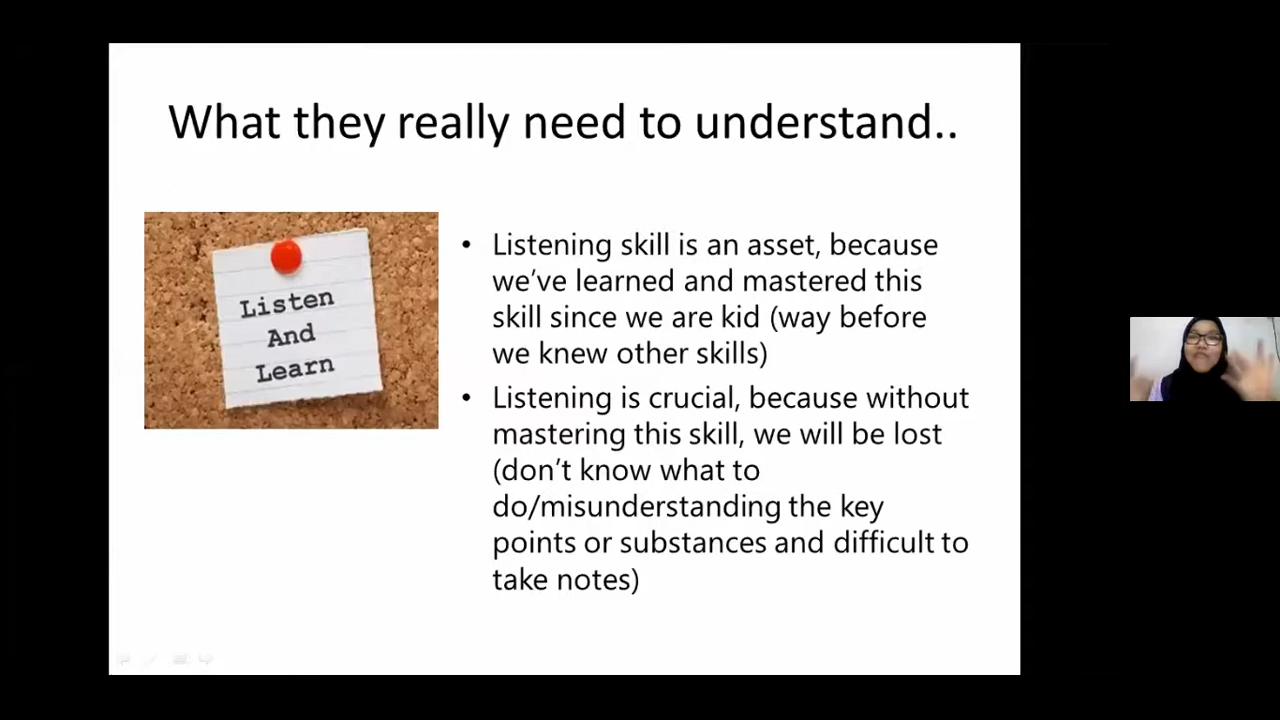 What they really need to understand..
Listen
And
Learn
• Listening skill is an asset, because
we've learned and mastered this
skill since we are kid (way before
we knew other skills)
• Listening is crucial, because without
mastering this skill, we will be lost
(don't know what to
do/misunderstanding the key
points or substances and difficult to
take notes)